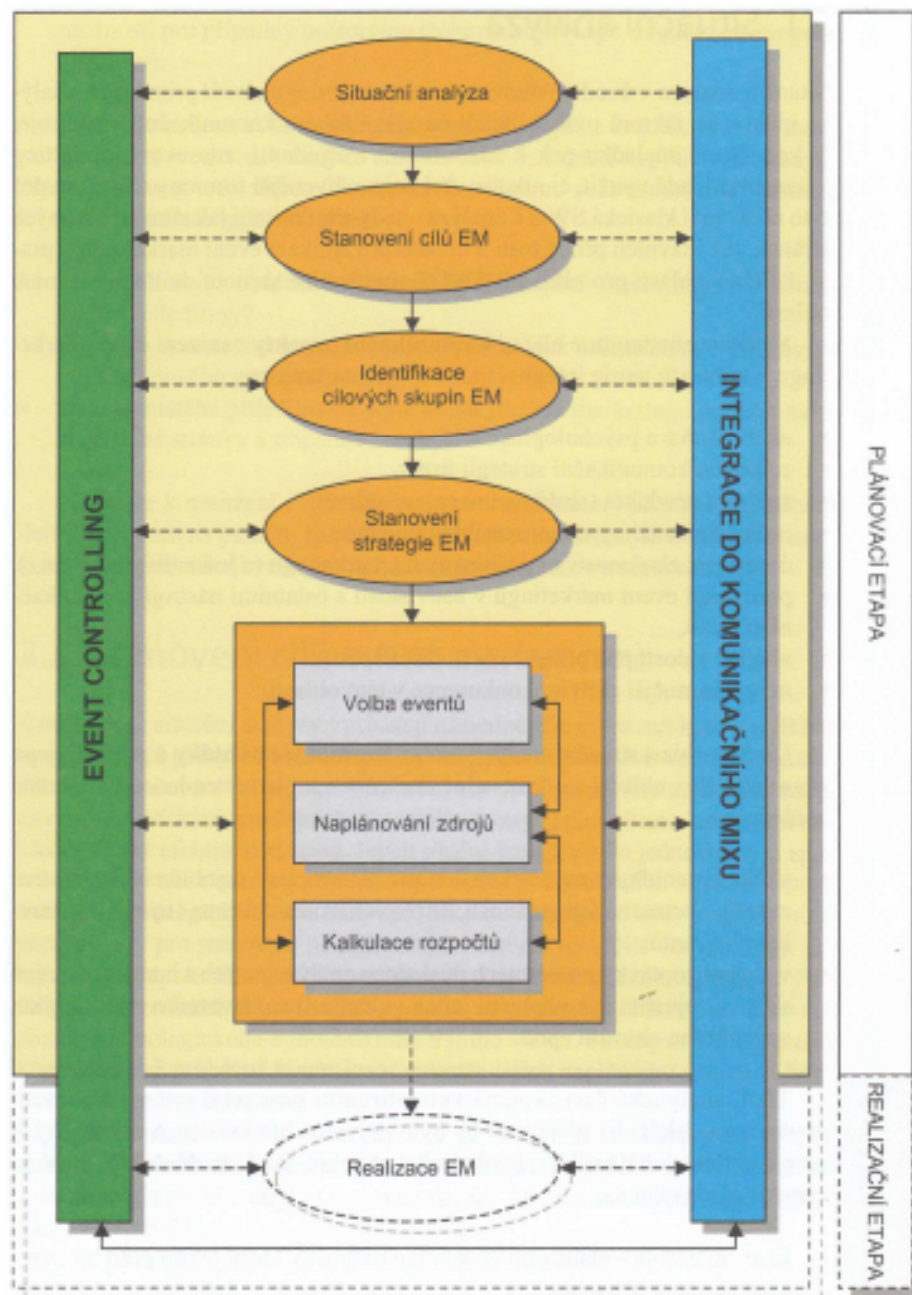 Situační analýza
Stanovení cílů EM
Identifikace
cílových skupin EM
Stanovení
strategie EM
Volba eventů
Naplánování zdrojů
Kalkulace rozpočtů
Realizace EM
EVENT CONTROLLING
INTEGRACE DO KOMUNIKAČNÍHO MIXU
PLÁNOVACÍ ETAPA
REALIZAČNÍ ETAPA